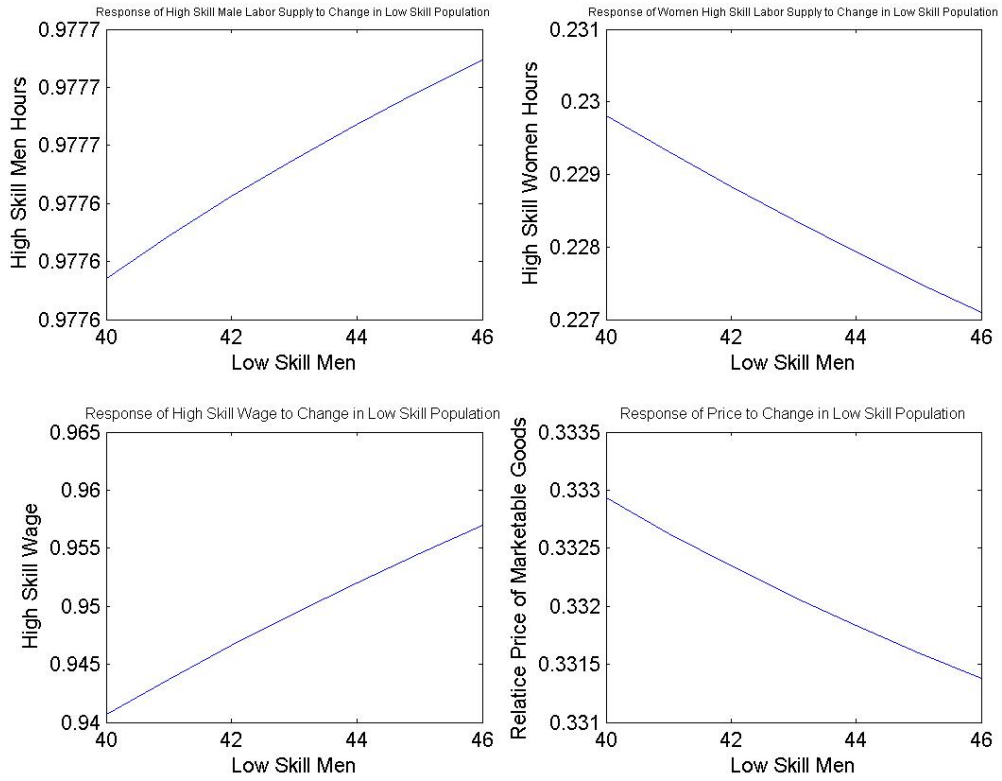 Response of High Skill Male Labor Supply to Change in Low Skill Population
0.9777
0.9777
0.9777
0.9776
0.9776
0.9776
High Skill Men Hours
40 42 44 46
Low Skill Men
Response of Women High Skill Labor Supply to Change in Low Skill Population
0.231
0.23
0.229
0.228
0.227
High Skill Women Hours
40 42 44 46
Low Skill Men
Response of High Skill Wage to Change in Low Skill Population
0.965
0.96
0.955
0.95
0.945
0.94
High Skill Wage
40 42 44 46
Low Skill Men
Response of Price to Change in Low Skill Population
0.3335
0.333
0.3325
0.332
0.3315
0.331
Relatice Price of Marketable Goods
40 42 44 46
Low Skill Men